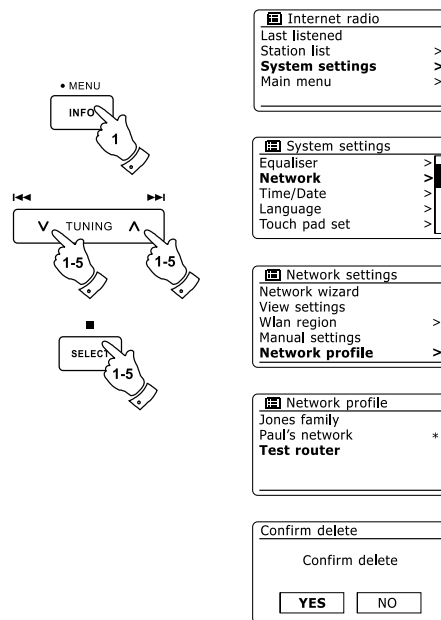 • MENU
INFO
1
V TUNING Λ
1-5 1-5
SELECT
1-5
Internet radio
Last listened
Station list >
System settings >
Main menu >
System settings
Equaliser >
Network >
Time/Date >
Language >
Touch pad set >
Network settings
Network wizard
View settings
Wlan region >
Manual settings
Network profile >
Network profile
Jones family
Paul's network *
Test router
Confirm delete
Confirm delete
YES NO